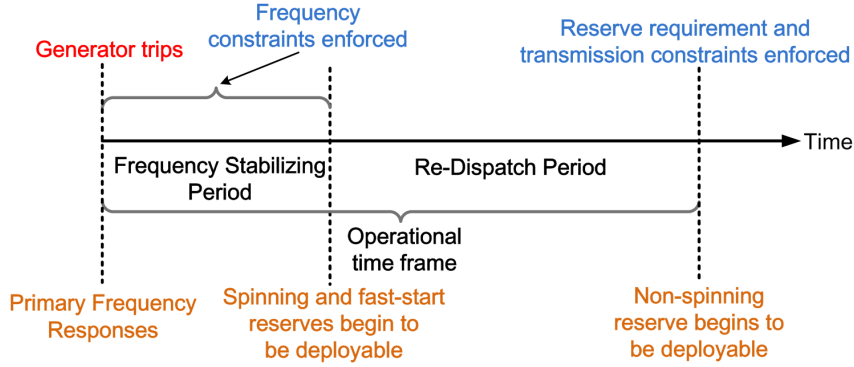 Frequency
constraints enforced
Generator trips
Reserve requirement and
transmission constraints enforced
Time
Frequency Stabilizing
Period
Re-Dispatch Period
Operational
time frame
Primary Frequency
Responses
Spinning and fast-start
reserves begin to
be deployable
Non-spinning
reserve begins to
be deployable